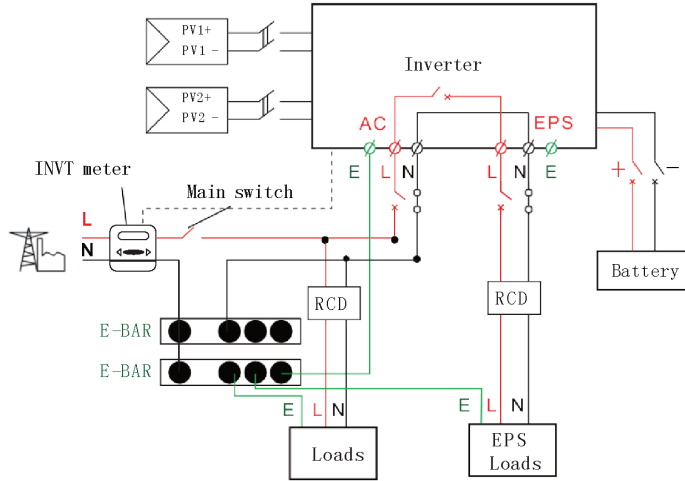 PV1+
PV1 -
PV2+
PV2 -
Inverter
AC
EPS
E
L
N
L
N
E
INVT meter
Main switch
L
N
+
-
Battery
RCD
RCD
E-BAR
E-BAR
E
L
N
E
L
N
Loads
EPS
Loads